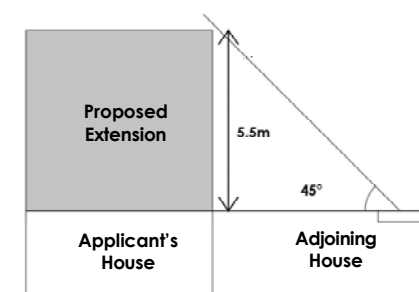 Proposed
Extension
5.5m
45°
Applicant's
House
Adjoining
House